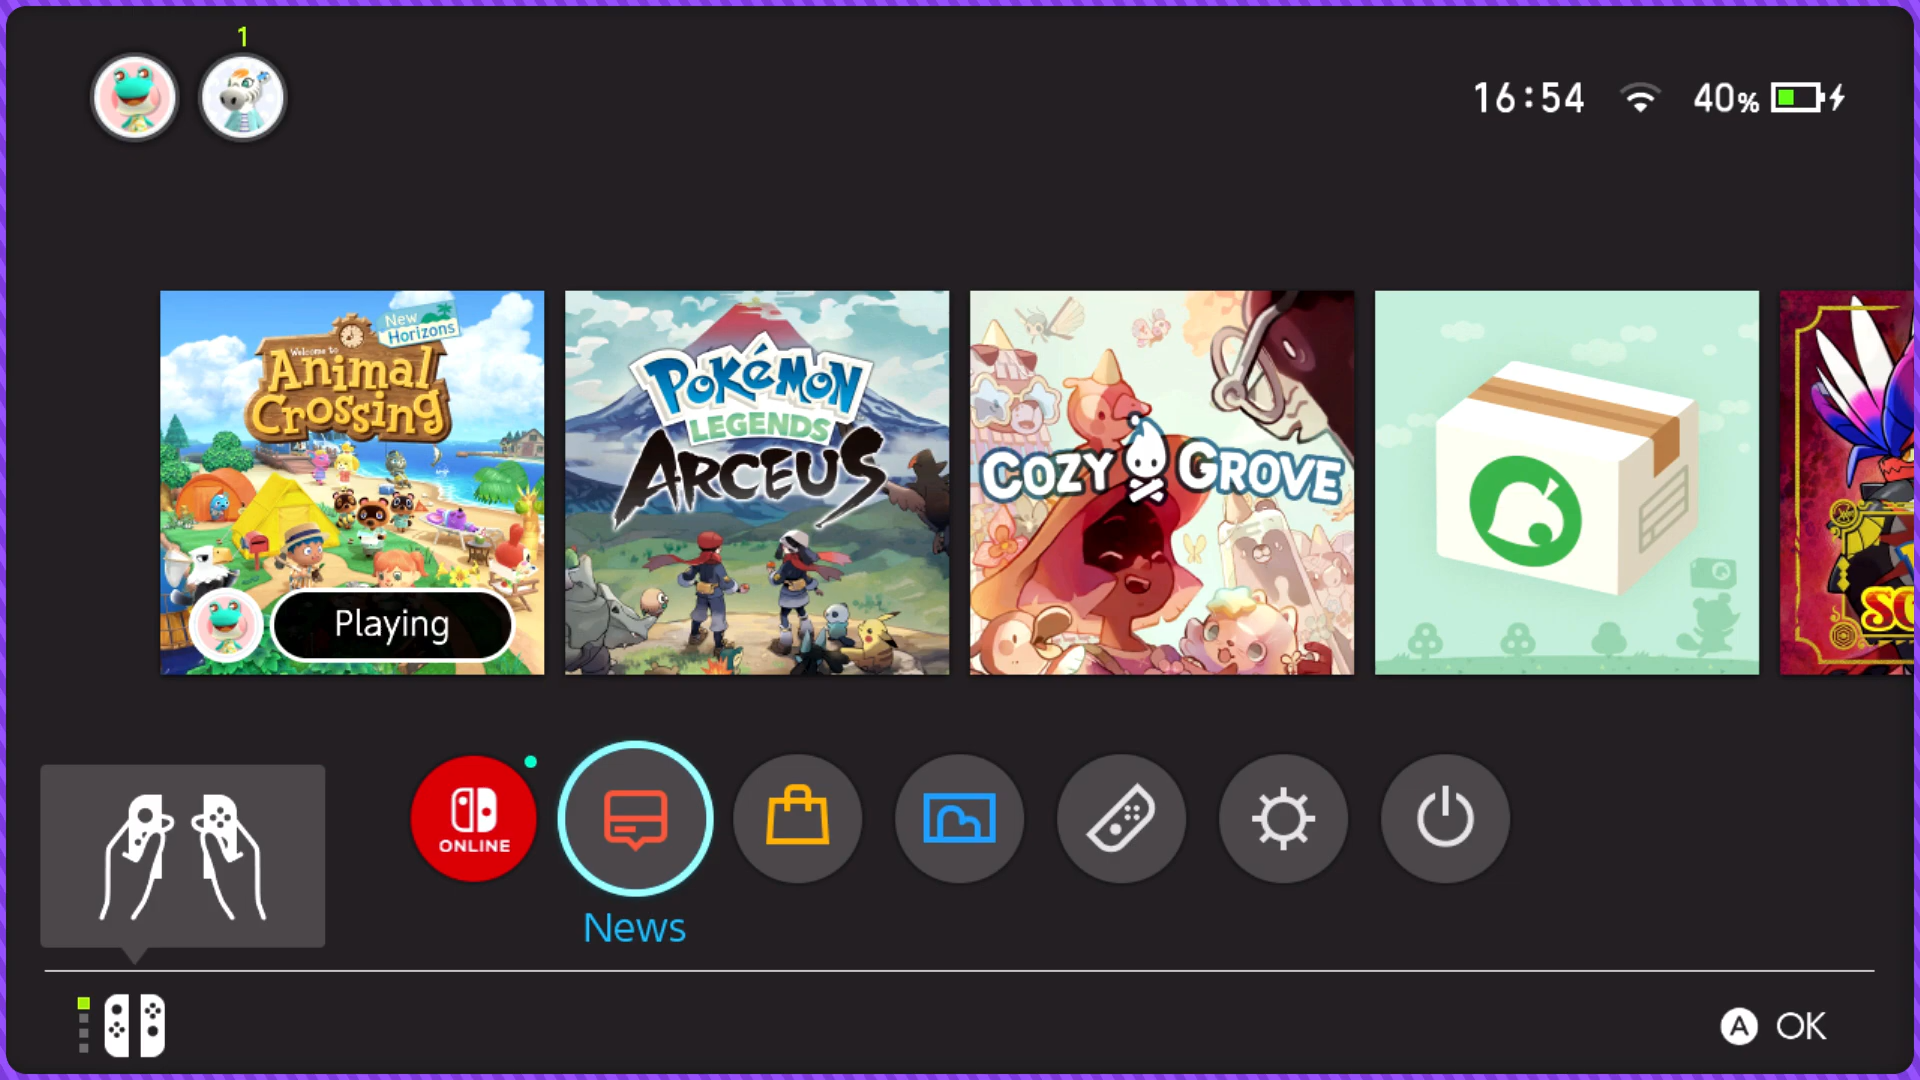 1
16:54
40%
Welcome to
Animal
Crossing
New
Horizons
Playing
POKéMON
LEGENDS
ARCEUS
COZY GROVE
ONLINE
News
A OK